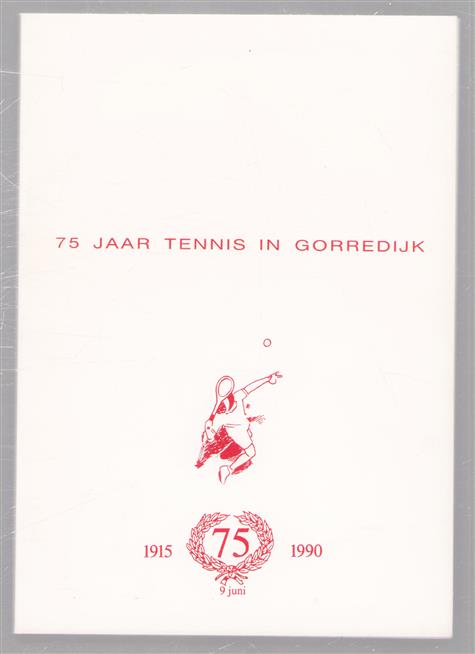 75 JAAR TENNIS IN GORREDIJK
1915 75 1990
9 juni